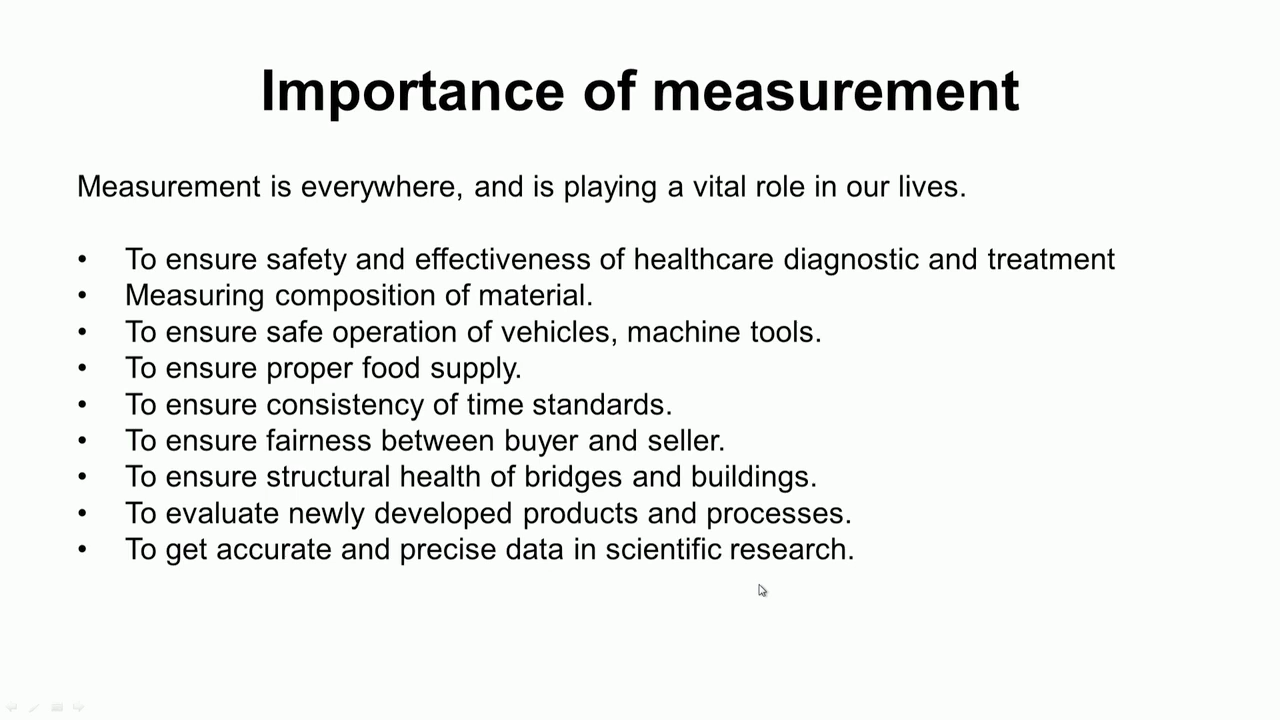 Importance of measurement
Measurement is everywhere, and is playing a vital role in our lives.
• To ensure safety and effectiveness of healthcare diagnostic and treatment
• Measuring composition of material.
• To ensure safe operation of vehicles, machine tools.
• To ensure proper food supply.
• To ensure consistency of time standards.
• To ensure fairness between buyer and seller.
• To ensure structural health of bridges and buildings.
• To evaluate newly developed products and processes.
• To get accurate and precise data in scientific research.